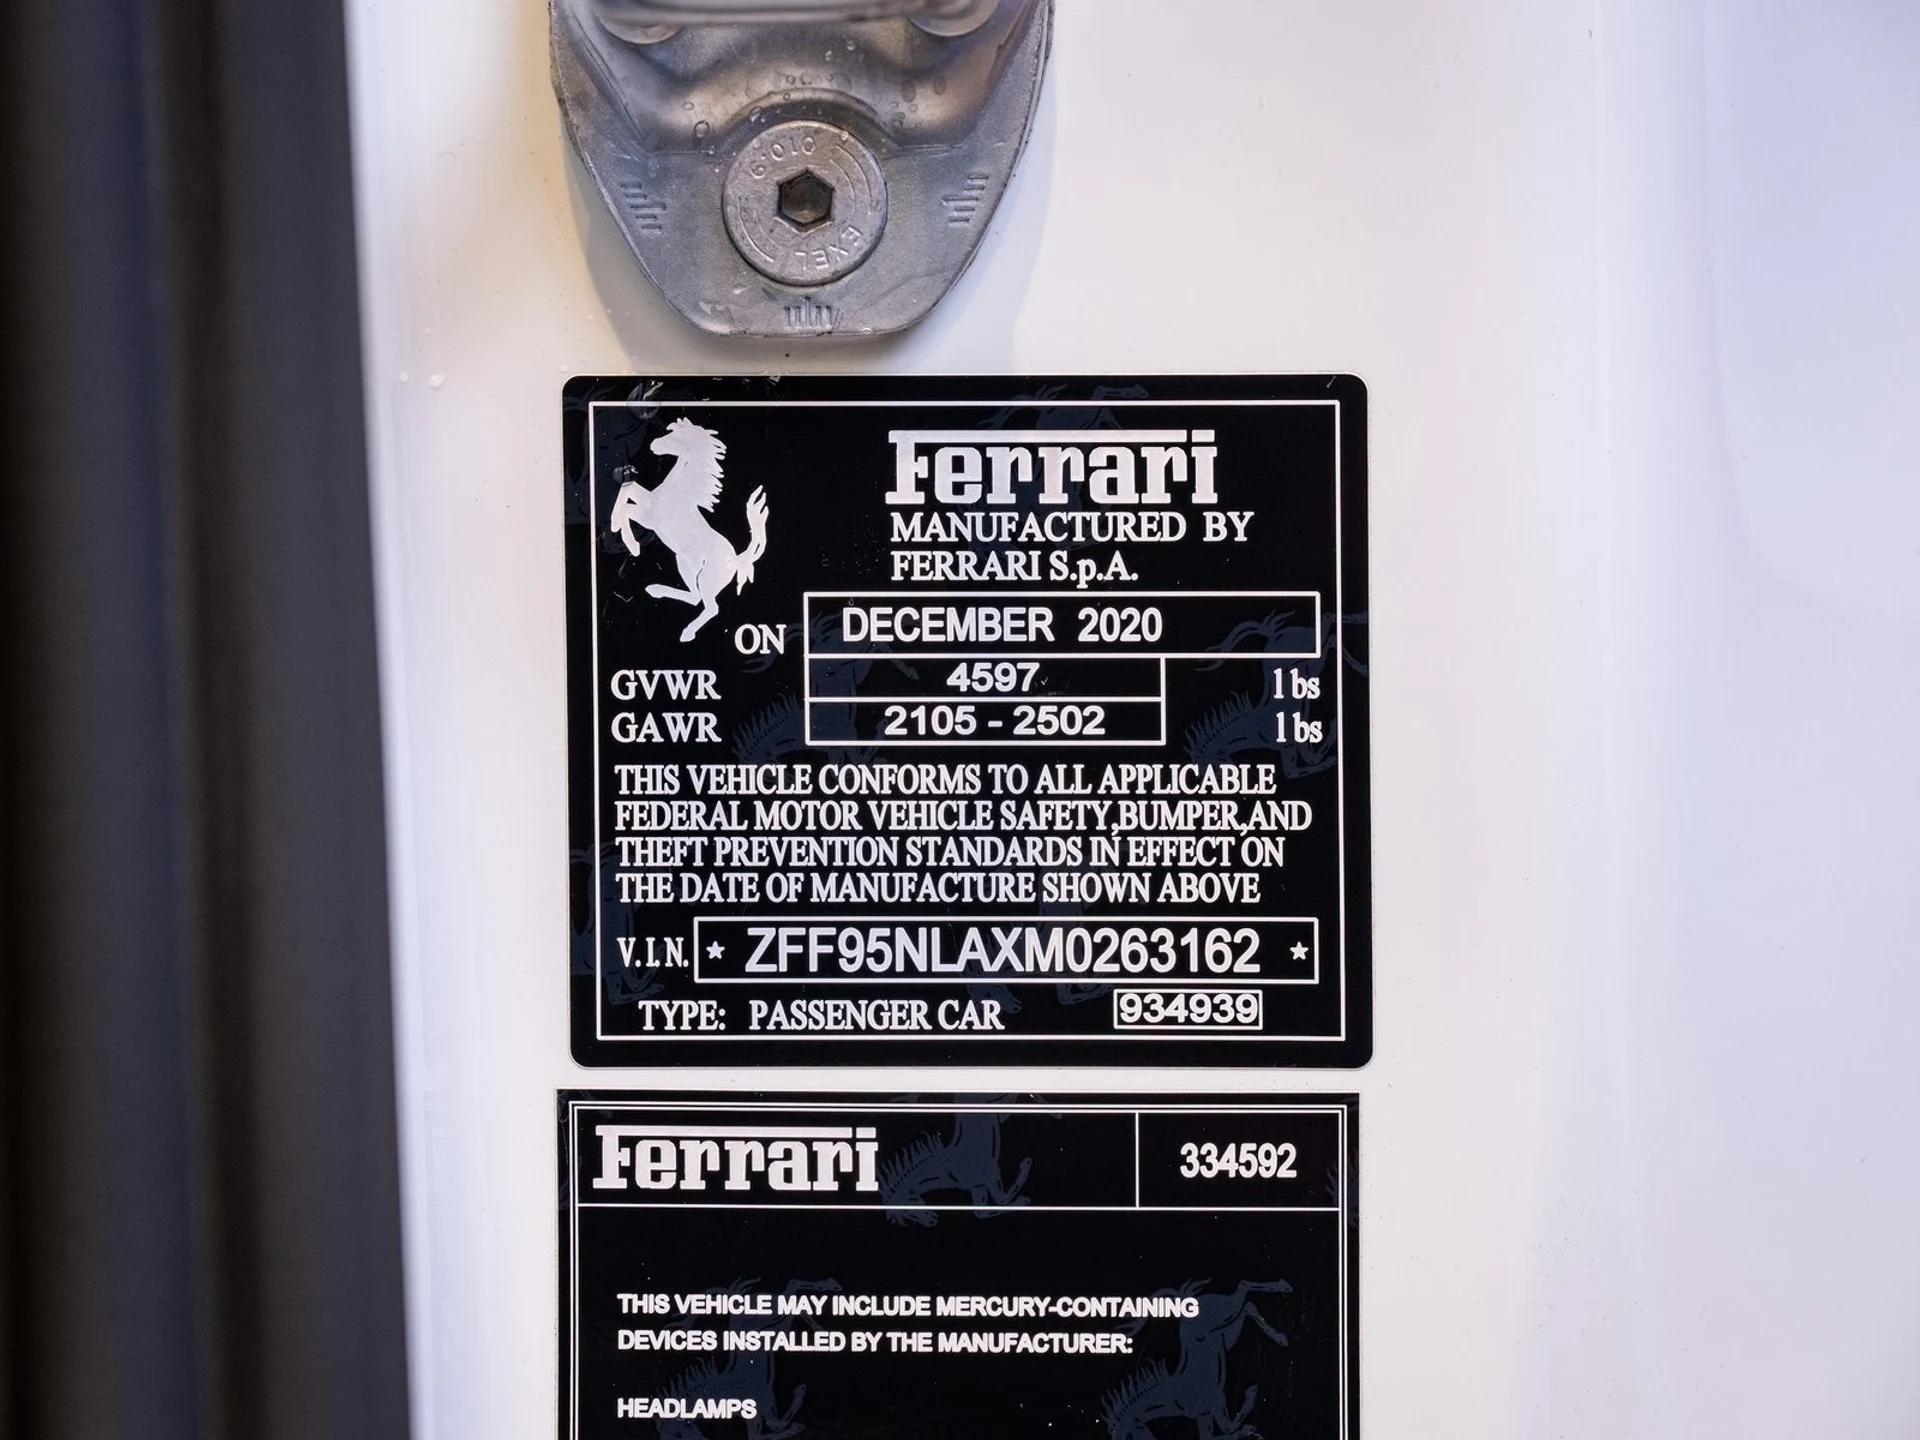 010.9
EXEL
Ferrari
MANUFACTURED BY
FERRARI S.p.A.
ON DECEMBER 2020
GVWR 4597 lbs
GAWR 2105 - 2502 lbs
THIS VEHICLE CONFORMS TO ALL APPLICABLE
FEDERAL MOTOR VEHICLE SAFETY,BUMPER,AND
THEFT PREVENTION STANDARDS IN EFFECT ON
THE DATE OF MANUFACTURE SHOWN ABOVE
V.I.N. * ZFF95NLAXM0263162 *
TYPE: PASSENGER CAR 934939
Ferrari 334592
THIS VEHICLE MAY INCLUDE MERCURY-CONTAINING
DEVICES INSTALLED BY THE MANUFACTURER:
HEADLAMPS